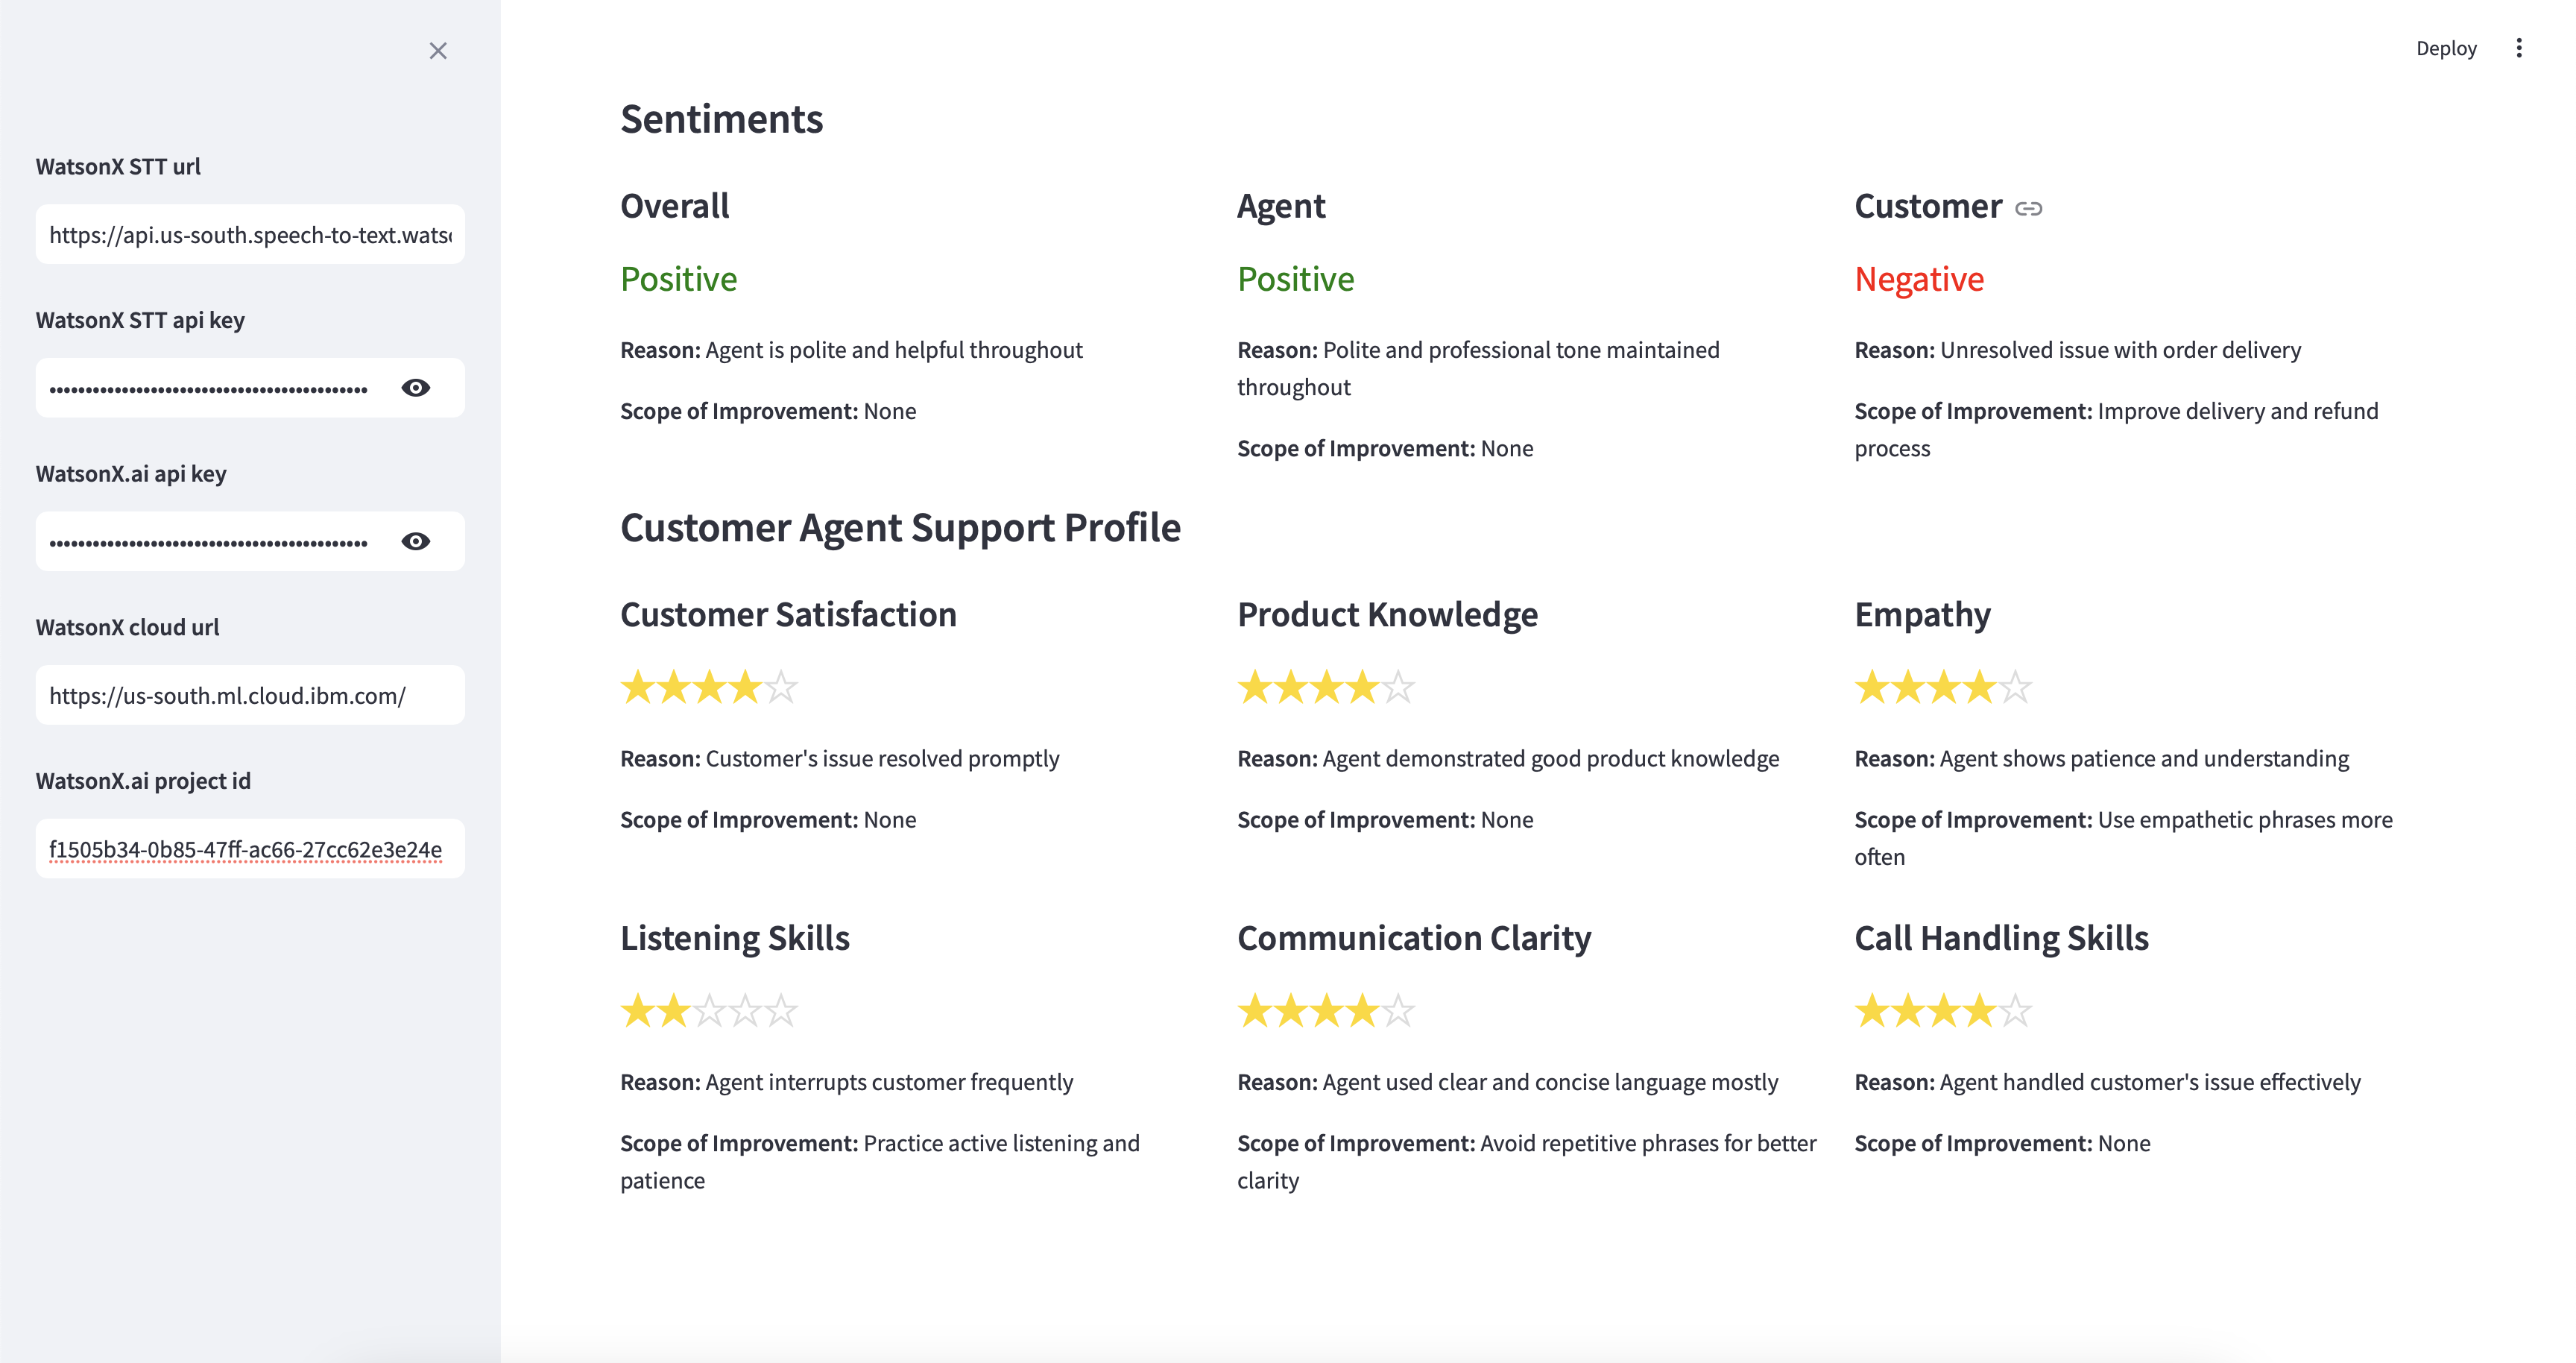 Deploy
WatsonX STT url
https://api.us-south.speech-to-text.wats
WatsonX STT api key
WatsonX.ai api key
WatsonX cloud url
https://us-south.ml.cloud.ibm.com/
WatsonX.ai project id
f1505b34-0b85-47ff-ac66-27cc62e3e24e
Sentiments
Overall
Positive
Reason: Agent is polite and helpful throughout
Scope of Improvement: None
Agent
Positive
Reason: Polite and professional tone maintained
throughout
Scope of Improvement: None
Customer
Negative
Reason: Unresolved issue with order delivery
Scope of Improvement: Improve delivery and refund
process
Customer Agent Support Profile
Customer Satisfaction
Reason: Customer's issue resolved promptly
Scope of Improvement: None
Product Knowledge
Reason: Agent demonstrated good product knowledge
Scope of Improvement: None
Empathy
Reason: Agent shows patience and understanding
Scope of Improvement: Use empathetic phrases more
often
Listening Skills
Reason: Agent interrupts customer frequently
Scope of Improvement: Practice active listening and
patience
Communication Clarity
Reason: Agent used clear and concise language mostly
Scope of Improvement: Avoid repetitive phrases for better
clarity
Call Handling Skills
Reason: Agent handled customer's issue effectively
Scope of Improvement: None